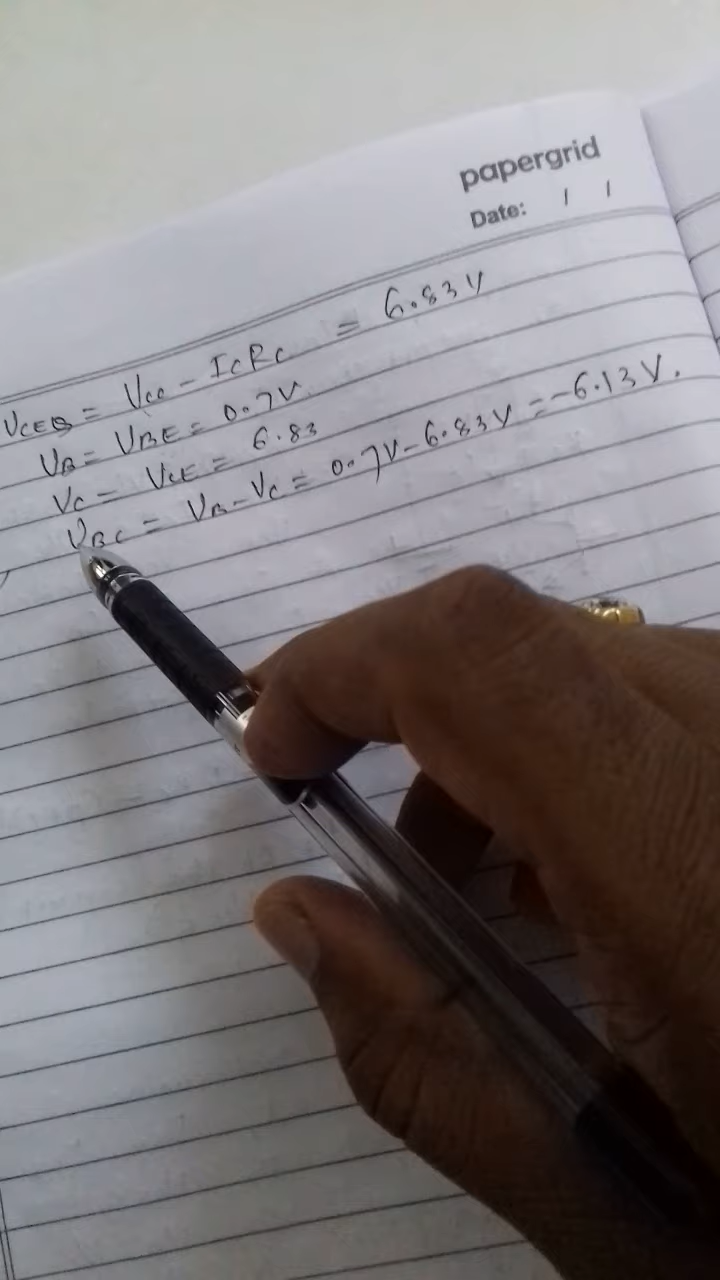 papergrid
Date: / /
VCEQ = VCC - ICRC = 6.83V
VB = VBE = 0.7V
VC = VCE = 6.83
VBC = VB - VC = 0.7V - 6.83V = -6.13V.